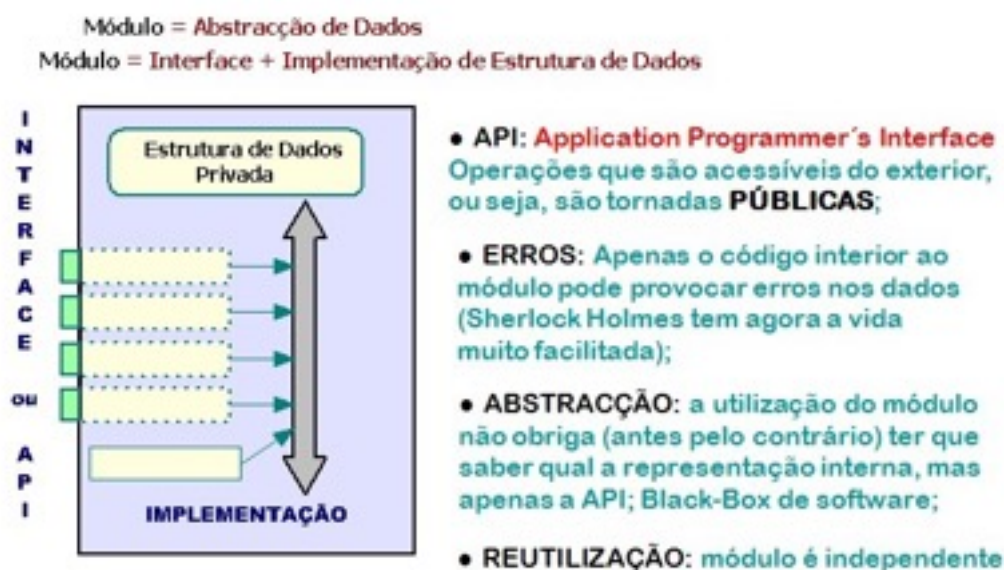 Módulo = Abstracção de Dados
Módulo = Interface + Implementação de Estrutura de Dados
INTERFACE ou API
Estrutura de Dados
Privada
IMPLEMENTAÇÃO
• API: Application Programmer´s Interface
Operações que são acessíveis do exterior,
ou seja, são tornadas PÚBLICAS;
• ERROS: Apenas o código interior ao
módulo pode provocar erros nos dados
(Sherlock Holmes tem agora a vida
muito facilitada);
• ABSTRACÇÃO: a utilização do módulo
não obriga (antes pelo contrário) ter que
saber qual a representação interna, mas
apenas a API; Black-Box de software;
• REUTILIZAÇÃO: módulo é independente